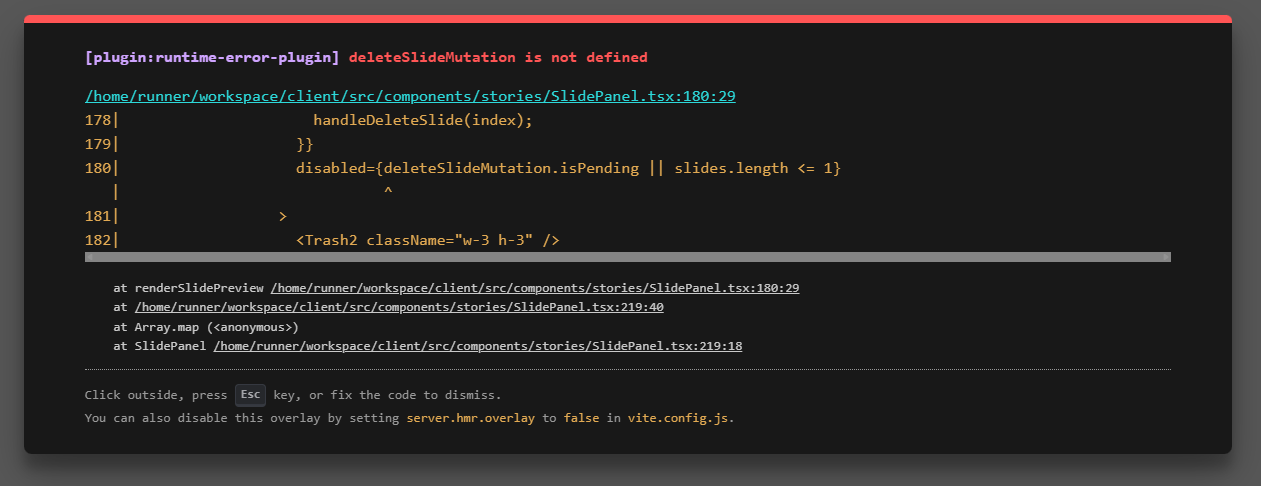 [plugin:runtime-error-plugin] deleteSlideMutation is not defined
/home/runner/workspace/client/src/components/stories/SlidePanel.tsx:180:29
178|                      handleDeleteSlide(index);
179|                    }}
180|                    disabled={deleteSlideMutation.isPending || slides.length <= 1}
   |                              ^
181|                  >
182|                    <Trash2 className="w-3 h-3" />
at renderSlidePreview /home/runner/workspace/client/src/components/stories/SlidePanel.tsx:180:29
at /home/runner/workspace/client/src/components/stories/SlidePanel.tsx:219:40
at Array.map (<anonymous>)
at SlidePanel /home/runner/workspace/client/src/components/stories/SlidePanel.tsx:219:18
Click outside, press Esc key, or fix the code to dismiss.
You can also disable this overlay by setting server.hmr.overlay to false in vite.config.js.